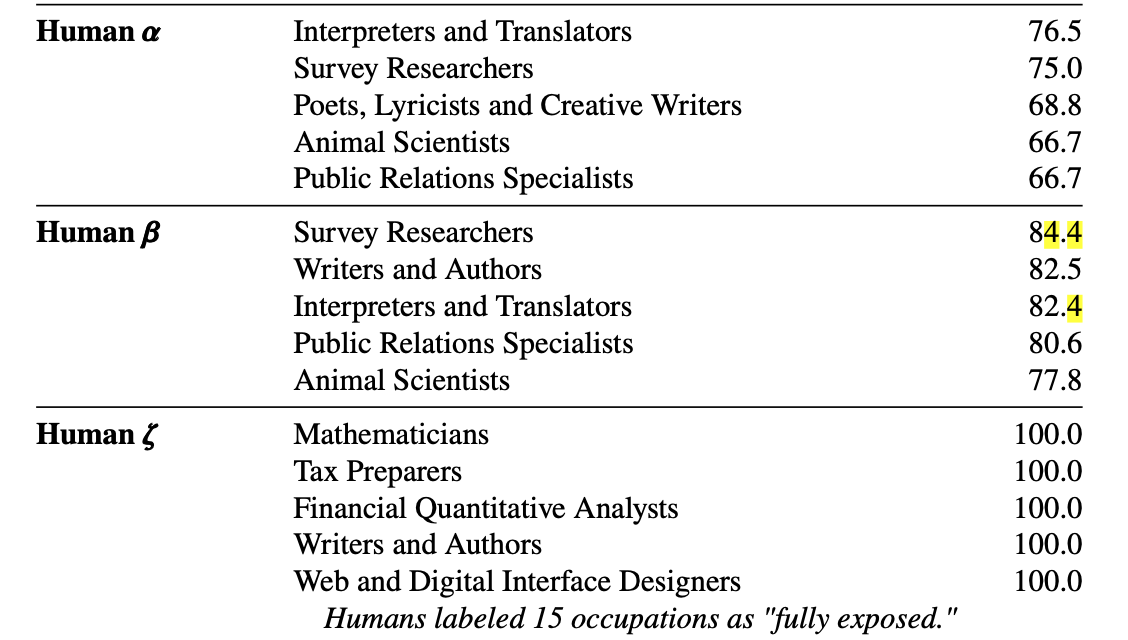 Human α Interpreters and Translators 76.5
Survey Researchers 75.0
Poets, Lyricists and Creative Writers 68.8
Animal Scientists 66.7
Public Relations Specialists 66.7
Human β Survey Researchers 84.4
Writers and Authors 82.5
Interpreters and Translators 82.4
Public Relations Specialists 80.6
Animal Scientists 77.8
Human ζ Mathematicians 100.0
Tax Preparers 100.0
Financial Quantitative Analysts 100.0
Writers and Authors 100.0
Web and Digital Interface Designers 100.0
Humans labeled 15 occupations as "fully exposed."